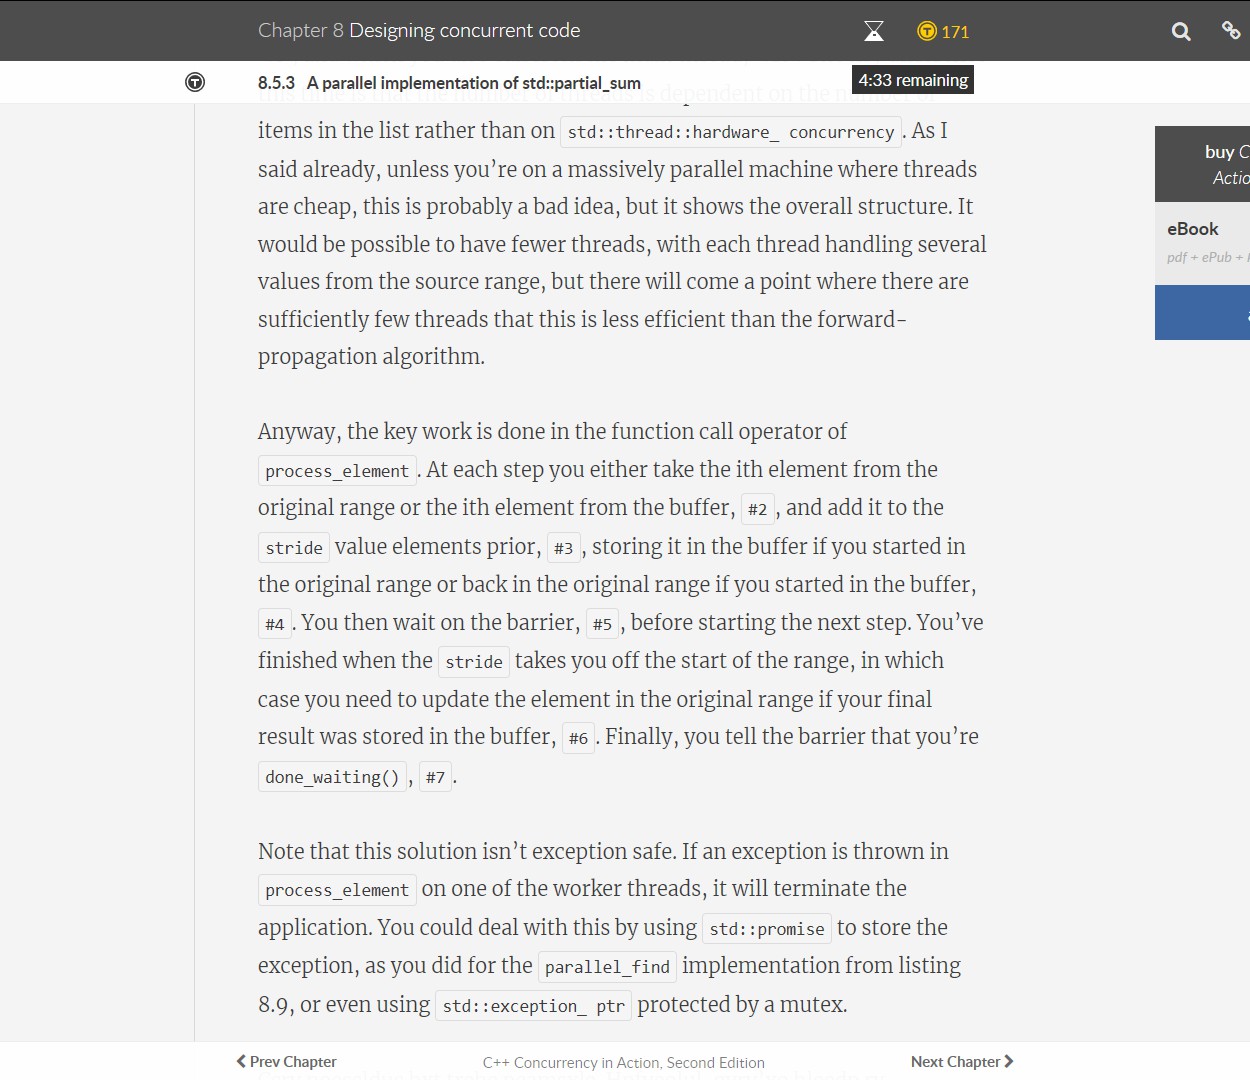 Chapter 8 Designing concurrent code
171
8.5.3 A parallel implementation of std::partial_sum
4:33 remaining
this time is that the number of threads is dependent on the number of
items in the list rather than on std::thread::hardware_ concurrency . As I
said already, unless you’re on a massively parallel machine where threads
are cheap, this is probably a bad idea, but it shows the overall structure. It
would be possible to have fewer threads, with each thread handling several
values from the source range, but there will come a point where there are
sufficiently few threads that this is less efficient than the forward-
propagation algorithm.
Anyway, the key work is done in the function call operator of
process_element . At each step you either take the ith element from the
original range or the ith element from the buffer, #2 , and add it to the
stride value elements prior, #3 , storing it in the buffer if you started in
the original range or back in the original range if you started in the buffer,
#4 . You then wait on the barrier, #5 , before starting the next step. You’ve
finished when the stride takes you off the start of the range, in which
case you need to update the element in the original range if your final
result was stored in the buffer, #6 . Finally, you tell the barrier that you’re
done_waiting() , #7 .
Note that this solution isn’t exception safe. If an exception is thrown in
process_element on one of the worker threads, it will terminate the
application. You could deal with this by using std::promise to store the
exception, as you did for the parallel_find implementation from listing
8.9, or even using std::exception_ ptr protected by a mutex.
buy C
Actio
eBook
pdf + ePub +
Prev Chapter
C++ Concurrency in Action, Second Edition
Next Chapter